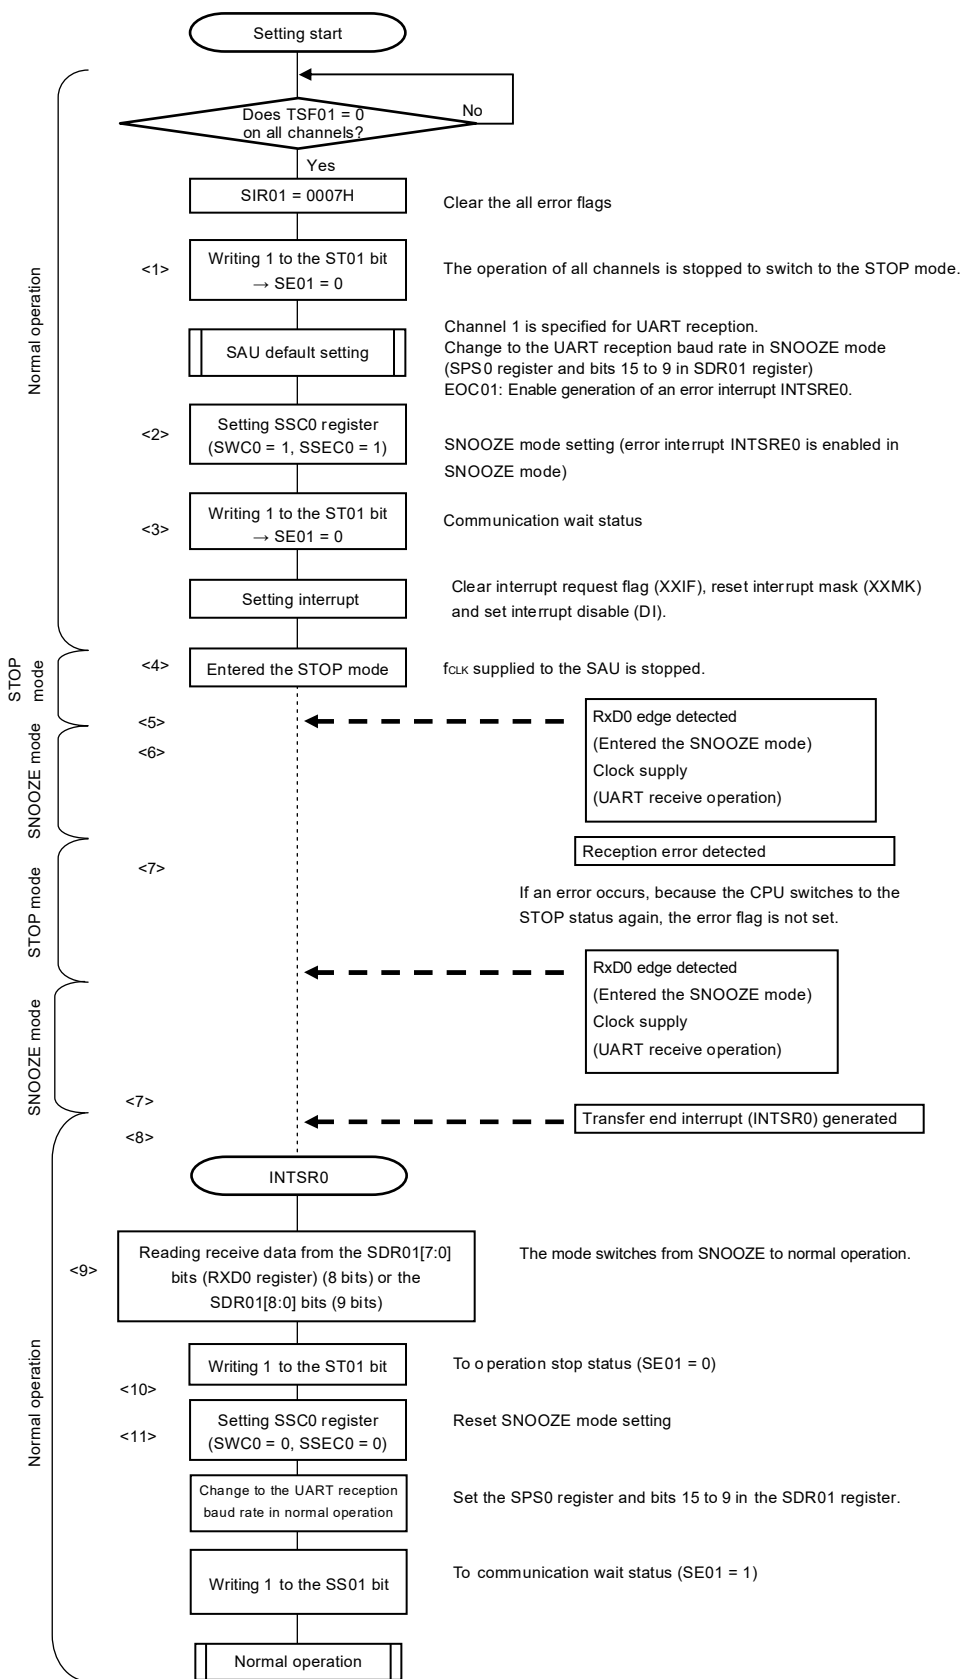 Setting start
No
Does TSF01 = 0
on all channels?
Yes
SIR01 = 0007H
Clear the all error flags
Normal operation
<1>
Writing 1 to the ST01 bit
→ SE01 = 0
The operation of all channels is stopped to switch to the STOP mode.
SAU default setting
Channel 1 is specified for UART reception.
Change to the UART reception baud rate in SNOOZE mode
(SPS0 register and bits 15 to 9 in SDR01 register)
EOC01: Enable generation of an error interrupt INTSRE0.
<2>
Setting SSC0 register
(SWC0 = 1, SSEC0 = 1)
SNOOZE mode setting (error interrupt INTSRE0 is enabled in
SNOOZE mode)
<3>
Writing 1 to the ST01 bit
→ SE01 = 0
Communication wait status
Setting interrupt
Clear interrupt request flag (XXIF), reset interrupt mask (XXMK)
and set interrupt disable (DI).
STOP
mode
<4>
Entered the STOP mode
fCLK supplied to the SAU is stopped.
<5>
SNOOZE mode
<6>
RxD0 edge detected
(Entered the SNOOZE mode)
Clock supply
(UART receive operation)
Reception error detected
STOP mode
<7>
If an error occurs, because the CPU switches to the
STOP status again, the error flag is not set.
RxD0 edge detected
(Entered the SNOOZE mode)
Clock supply
(UART receive operation)
SNOOZE mode
<7>
Transfer end interrupt (INTSR0) generated
<8>
INTSR0
Normal operation
<9>
Reading receive data from the SDR01[7:0]
bits (RXD0 register) (8 bits) or the
SDR01[8:0] bits (9 bits)
The mode switches from SNOOZE to normal operation.
Writing 1 to the ST01 bit
To operation stop status (SE01 = 0)
<10>
<11>
Setting SSC0 register
(SWC0 = 0, SSEC0 = 0)
Reset SNOOZE mode setting
Change to the UART reception
baud rate in normal operation
Set the SPS0 register and bits 15 to 9 in the SDR01 register.
Writing 1 to the SS01 bit
To communication wait status (SE01 = 1)
Normal operation